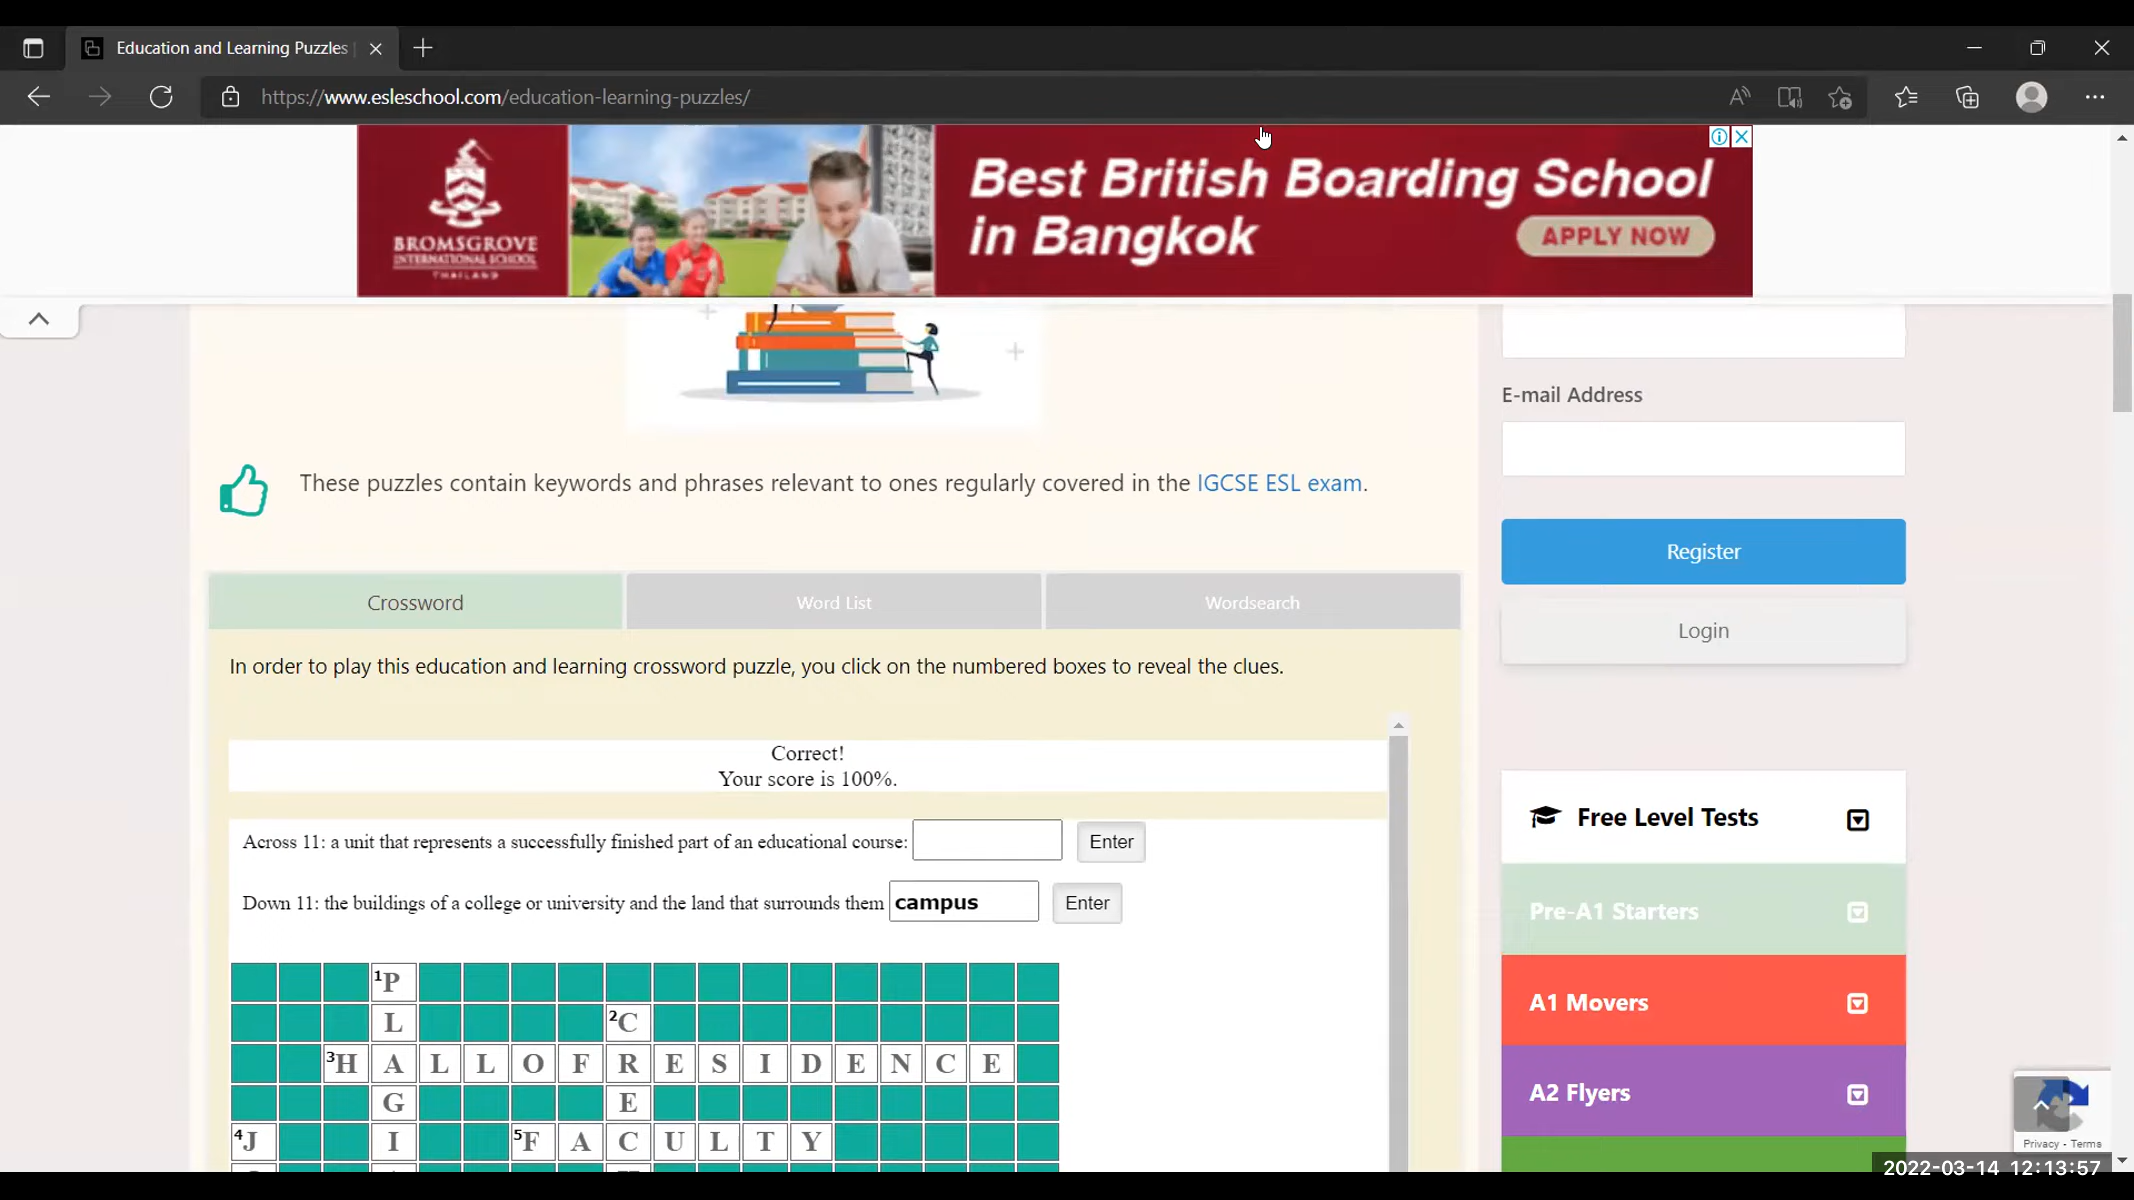 Education and Learning Puzzles
https://www.esleschool.com/education-learning-puzzles/
BROMSGROVE
INTERNATIONAL SCHOOL
THAILAND
Best British Boarding School
in Bangkok
APPLY NOW
E-mail Address
These puzzles contain keywords and phrases relevant to ones regularly covered in the IGCSE ESL exam.
Register
Crossword
Word List
Wordsearch
Login
In order to play this education and learning crossword puzzle, you click on the numbered boxes to reveal the clues.
Correct!
Your score is 100%.
Across 11: a unit that represents a successfully finished part of an educational course:
Enter
Down 11: the buildings of a college or university and the land that surrounds them
campus
Enter
Free Level Tests
Pre-A1 Starters
A1 Movers
A2 Flyers
1 P
L
2 C
3 H A L L O F R E S I D E N C E
G E
4 J I 5 F A C U L T Y
Privacy - Terms
2022-03-14 12:13:57